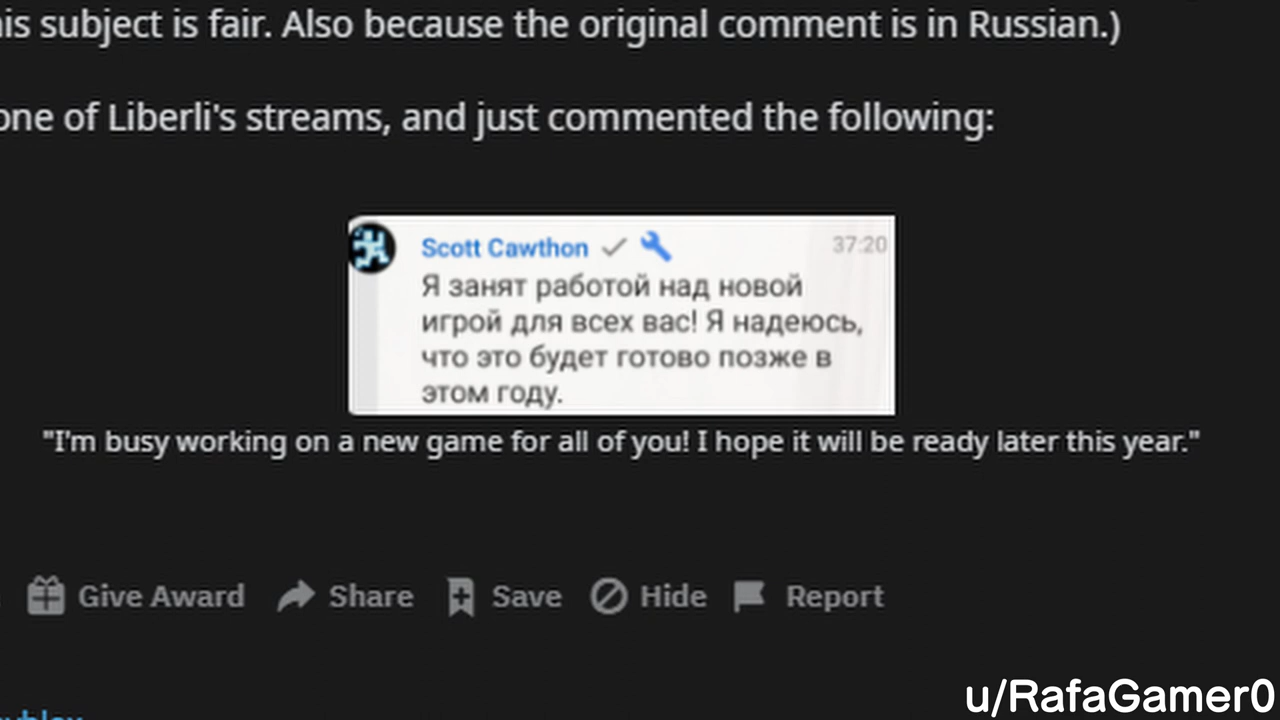 his subject is fair. Also because the original comment is in Russian.)
one of Liberli's streams, and just commented the following:
Scott Cawthon 37:20
Я занят работой над новой
игрой для всех вас! Я надеюсь,
что это будет готово позже в
этом году.
"I'm busy working on a new game for all of you! I hope it will be ready later this year."
Give Award Share Save Hide Report
u/RafaGamer0